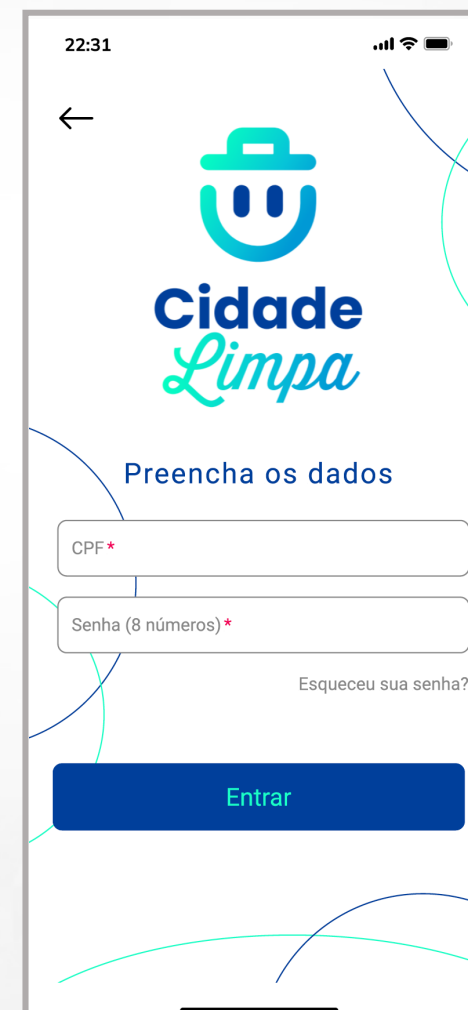 22:31
Cidade
Limpa
Preencha os dados
CPF*
Senha (8 números)*
Esqueceu sua senha?
Entrar